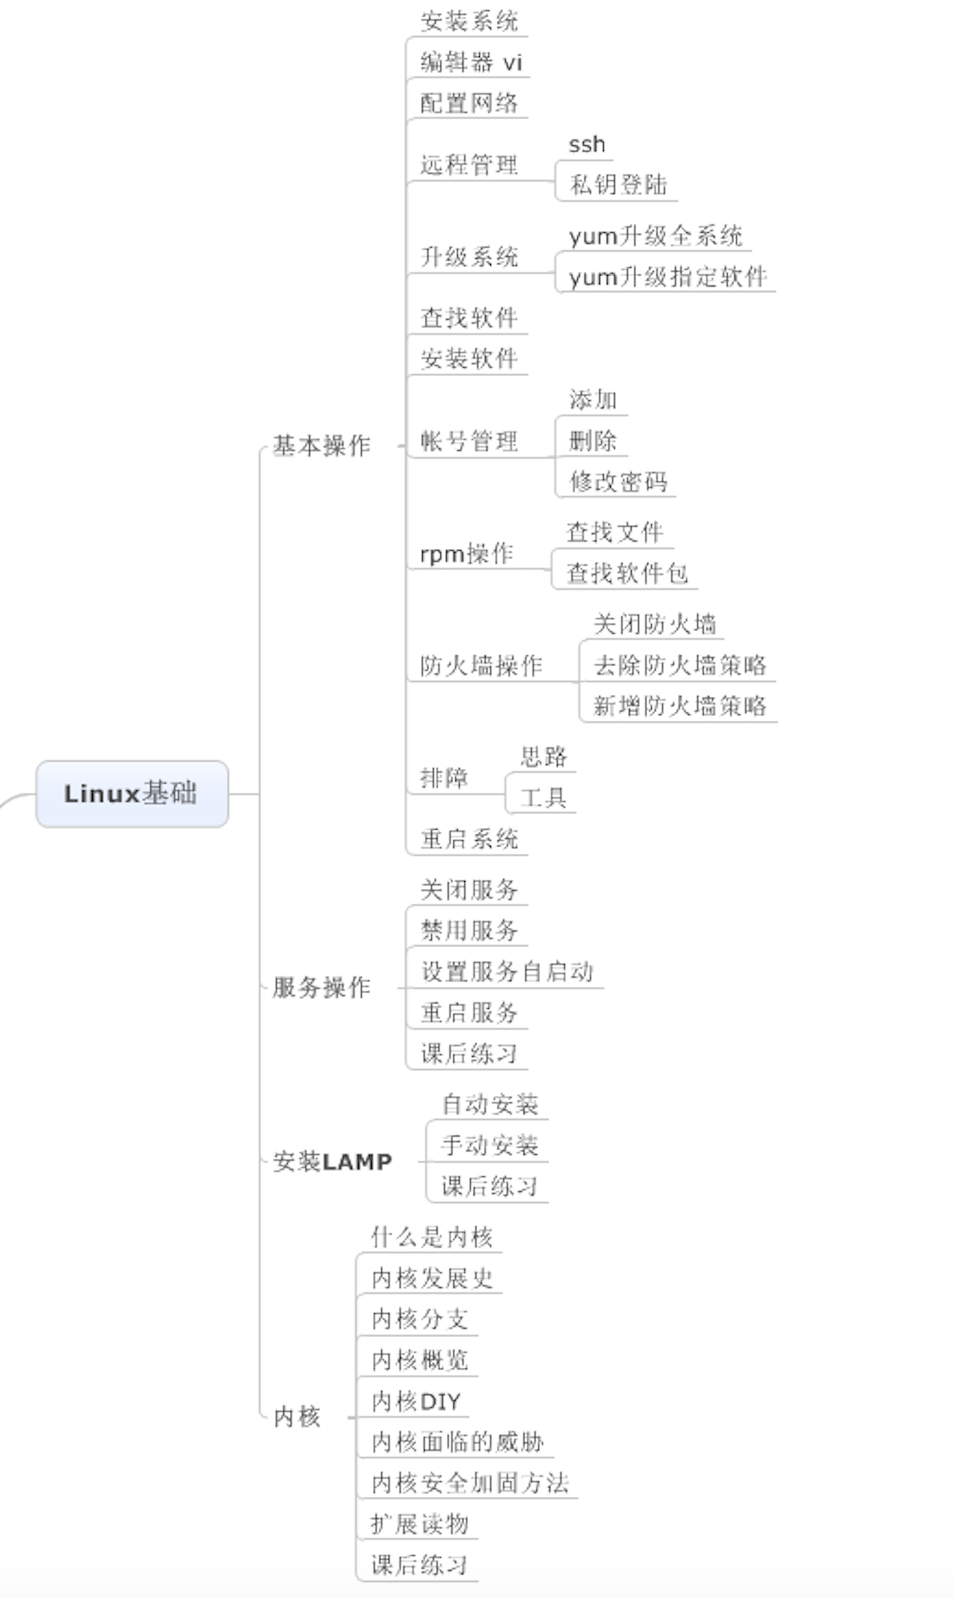 Linux基础
基本操作
安装系统
编辑器 vi
配置网络
远程管理
ssh
私钥登陆
升级系统
yum升级全系统
yum升级指定软件
查找软件
安装软件
帐号管理
添加
删除
修改密码
rpm操作
查找文件
查找软件包
防火墙操作
关闭防火墙
去除防火墙策略
新增防火墙策略
排障
思路
工具
重启系统
服务操作
关闭服务
禁用服务
设置服务自启动
重启服务
课后练习
安装LAMP
自动安装
手动安装
课后练习
内核
什么是内核
内核发展史
内核分支
内核概览
内核DIY
内核面临的威胁
内核安全加固方法
扩展读物
课后练习